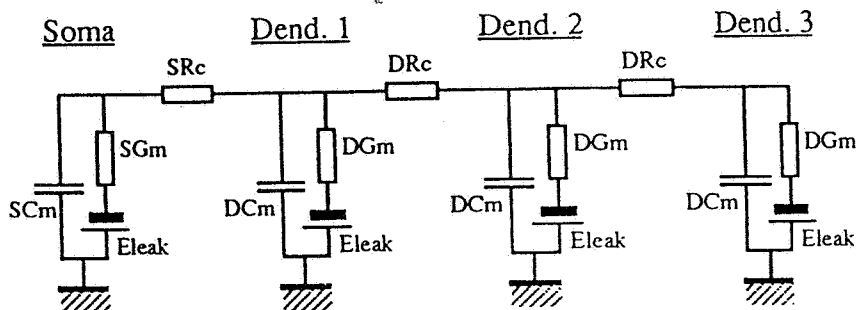 Soma
Dend. 1
Dend. 2
Dend. 3
SRc
DRc
DRc
SGm
DGm
DGm
DGm
SCm
DCm
DCm
DCm
Eleak
Eleak
Eleak
Eleak